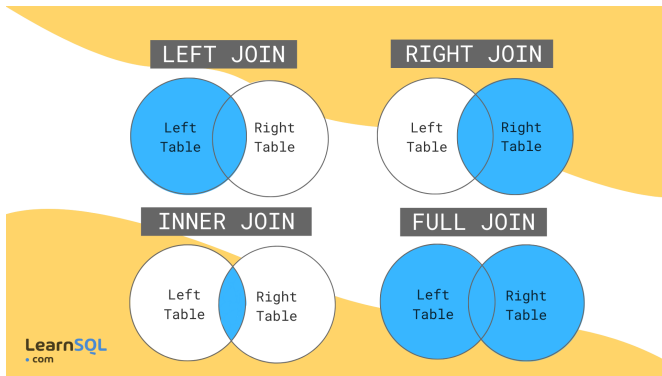 LEFT JOIN
Left
Table
Right
Table
RIGHT JOIN
Left
Table
Right
Table
INNER JOIN
Left
Table
Right
Table
FULL JOIN
Left
Table
Right
Table
LearnSQL
.com